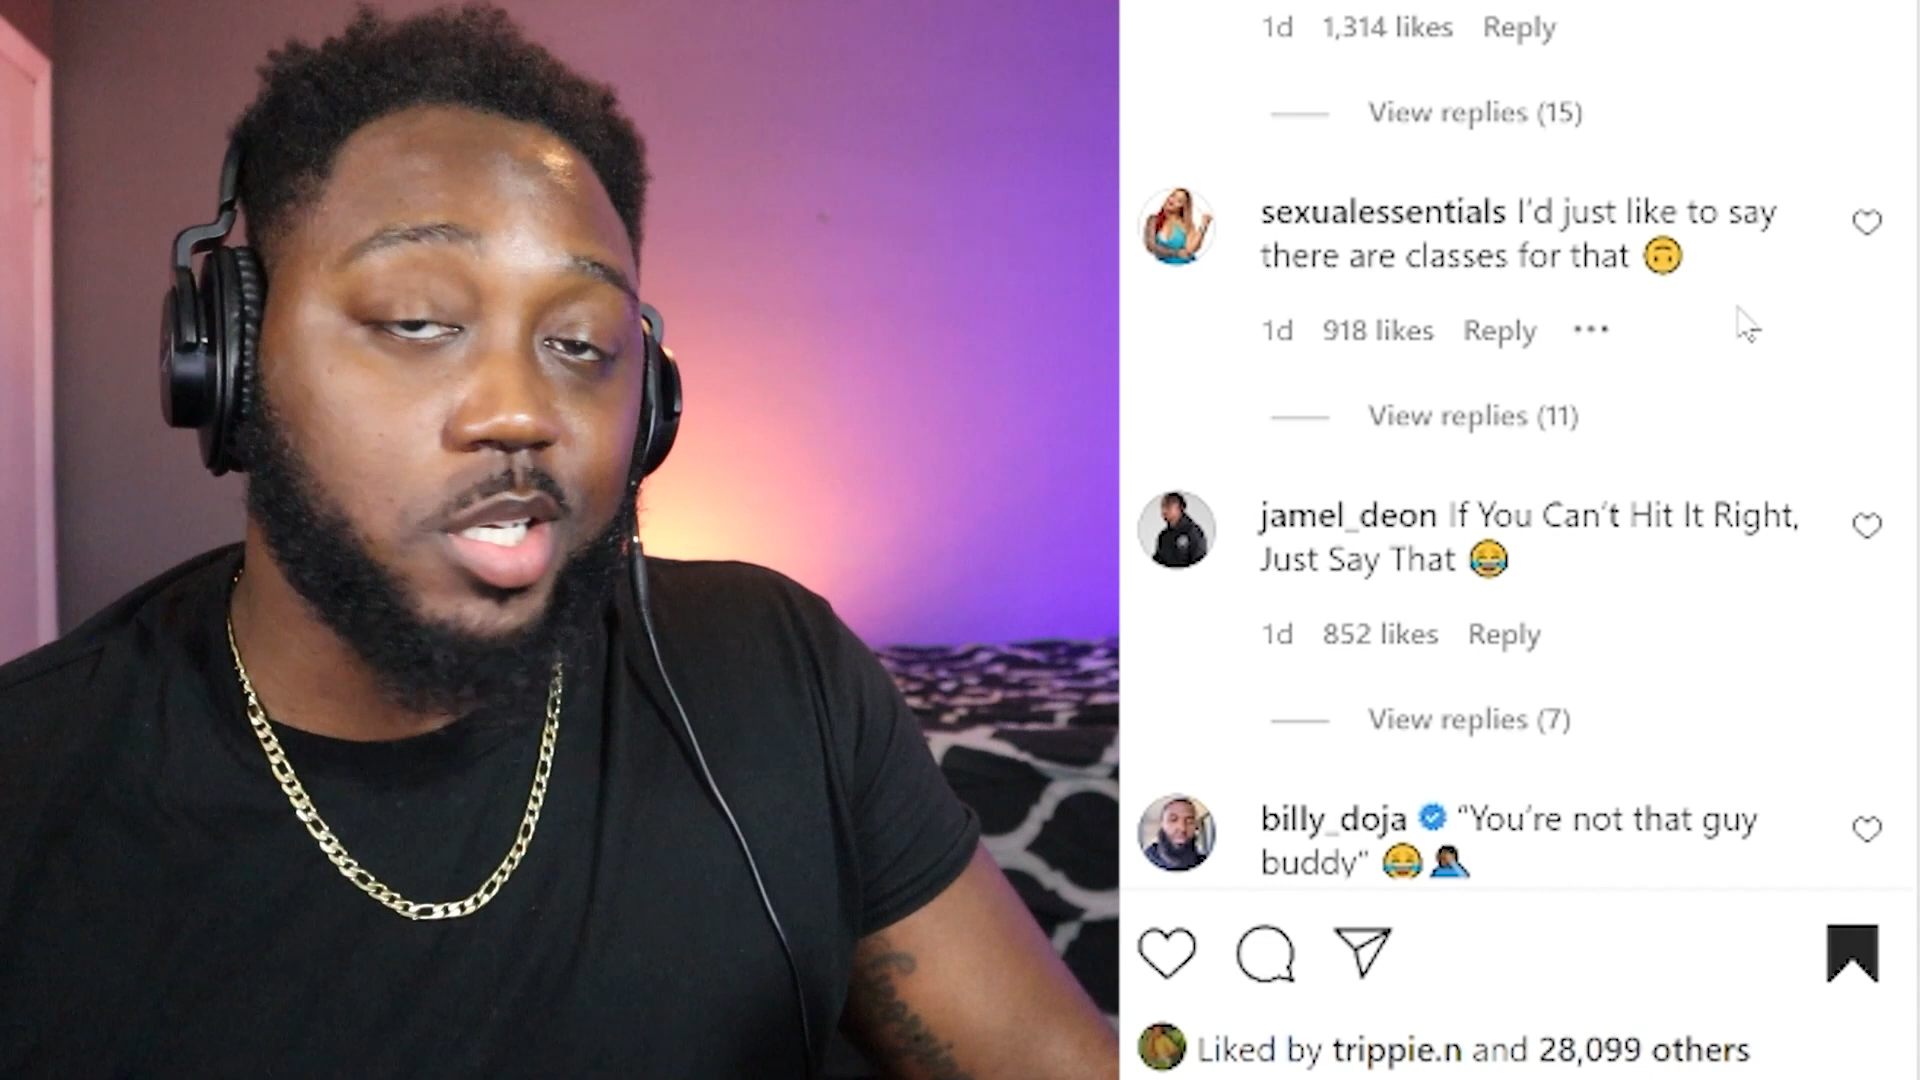 1d 1,314 likes Reply
View replies (15)
sexualessentials I'd just like to say
there are classes for that 🙃
1d 918 likes Reply •••
View replies (11)
jamel_deon If You Can't Hit It Right,
Just Say That 😂
1d 852 likes Reply
View replies (7)
billy_doja “You're not that guy
buddy” 😂🤦🏿‍♂️
Liked by trippie.n and 28,099 others